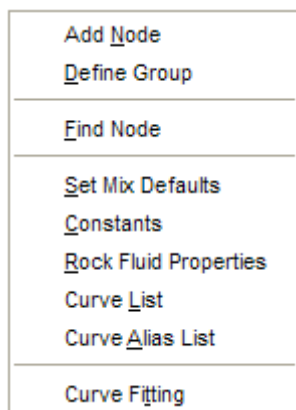 Add Node
Define Group
Find Node
Set Mix Defaults
Constants
Rock Fluid Properties
Curve List
Curve Alias List
Curve Fitting